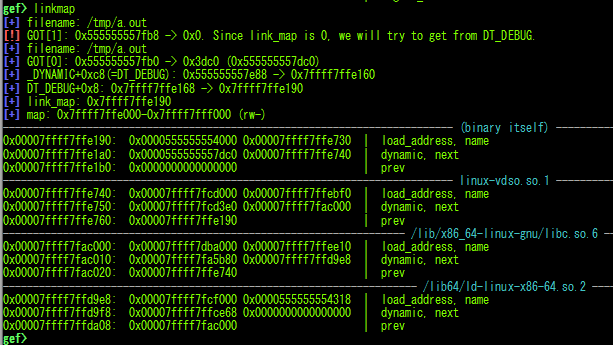 gef> linkmap
[+] filename: /tmp/a.out
[!] GOT[1]: 0x555555557fb8 -> 0x0. Since link_map is 0, we will try to get from DT_DEBUG.
[+] filename: /tmp/a.out
[+] GOT[0]: 0x555555557fb0 -> 0x3dc0 (0x555555557dc0)
[+] _DYNAMIC+0xc8(=DT_DEBUG): 0x555555557e88 -> 0x7ffff7ffe160
[+] DT_DEBUG+0x8: 0x7ffff7ffe168 -> 0x7ffff7ffe190
[+] link_map: 0x7ffff7ffe190
[+] map: 0x7ffff7ffe000-0x7ffff7fff000 (rw-)
(binary itself)
0x00007ffff7ffe190: 0x0000555555554000 0x00007ffff7ffe730 | load_address, name
0x00007ffff7ffe1a0: 0x0000555555557dc0 0x00007ffff7ffe740 | dynamic, next
0x00007ffff7ffe1b0: 0x0000000000000000 | prev
linux-vdso.so.1
0x00007ffff7ffe740: 0x00007ffff7fcd000 0x00007ffff7ffebf0 | load_address, name
0x00007ffff7ffe750: 0x00007ffff7fcd3e0 0x00007ffff7fac000 | dynamic, next
0x00007ffff7ffe760: 0x00007ffff7ffe190 | prev
/lib/x86_64-linux-gnu/libc.so.6
0x00007ffff7fac000: 0x00007ffff7dba000 0x00007ffff7ffee10 | load_address, name
0x00007ffff7fac010: 0x00007ffff7fa5b80 0x00007ffff7ffd9e8 | dynamic, next
0x00007ffff7fac020: 0x00007ffff7ffe740 | prev
/lib64/ld-linux-x86-64.so.2
0x00007ffff7ffd9e8: 0x00007ffff7fcf000 0x0000555555554318 | load_address, name
0x00007ffff7ffd9f8: 0x00007ffff7ffce68 0x0000000000000000 | dynamic, next
0x00007ffff7ffda08: 0x00007ffff7fac000 | prev
gef>